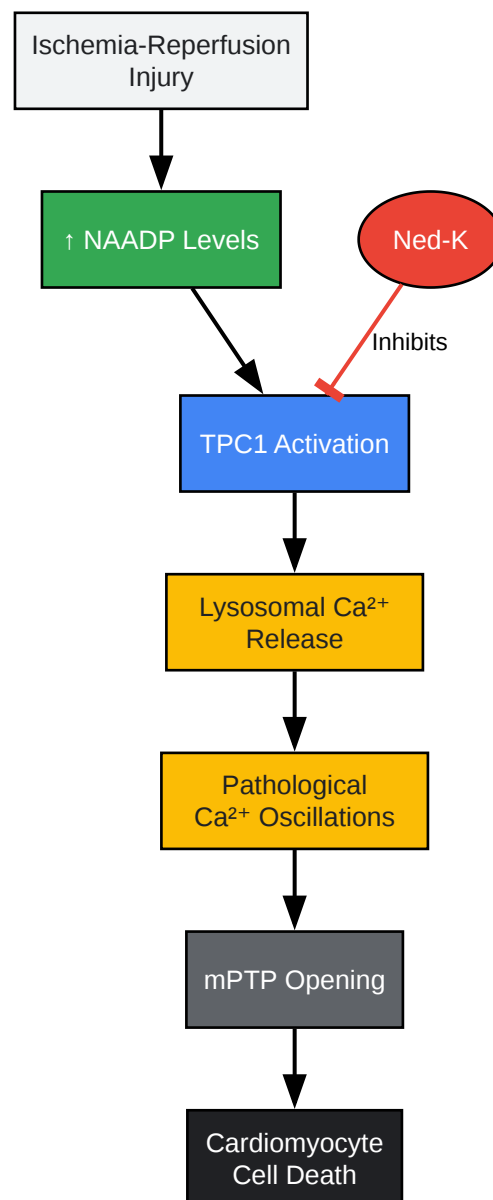 Ischemia-Reperfusion
Injury
↑ NAADP Levels
Ned-K
Inhibits
TPC1 Activation
Lysosomal Ca²⁺
Release
Pathological
Ca²⁺ Oscillations
mPTP Opening
Cardiomyocyte
Cell Death